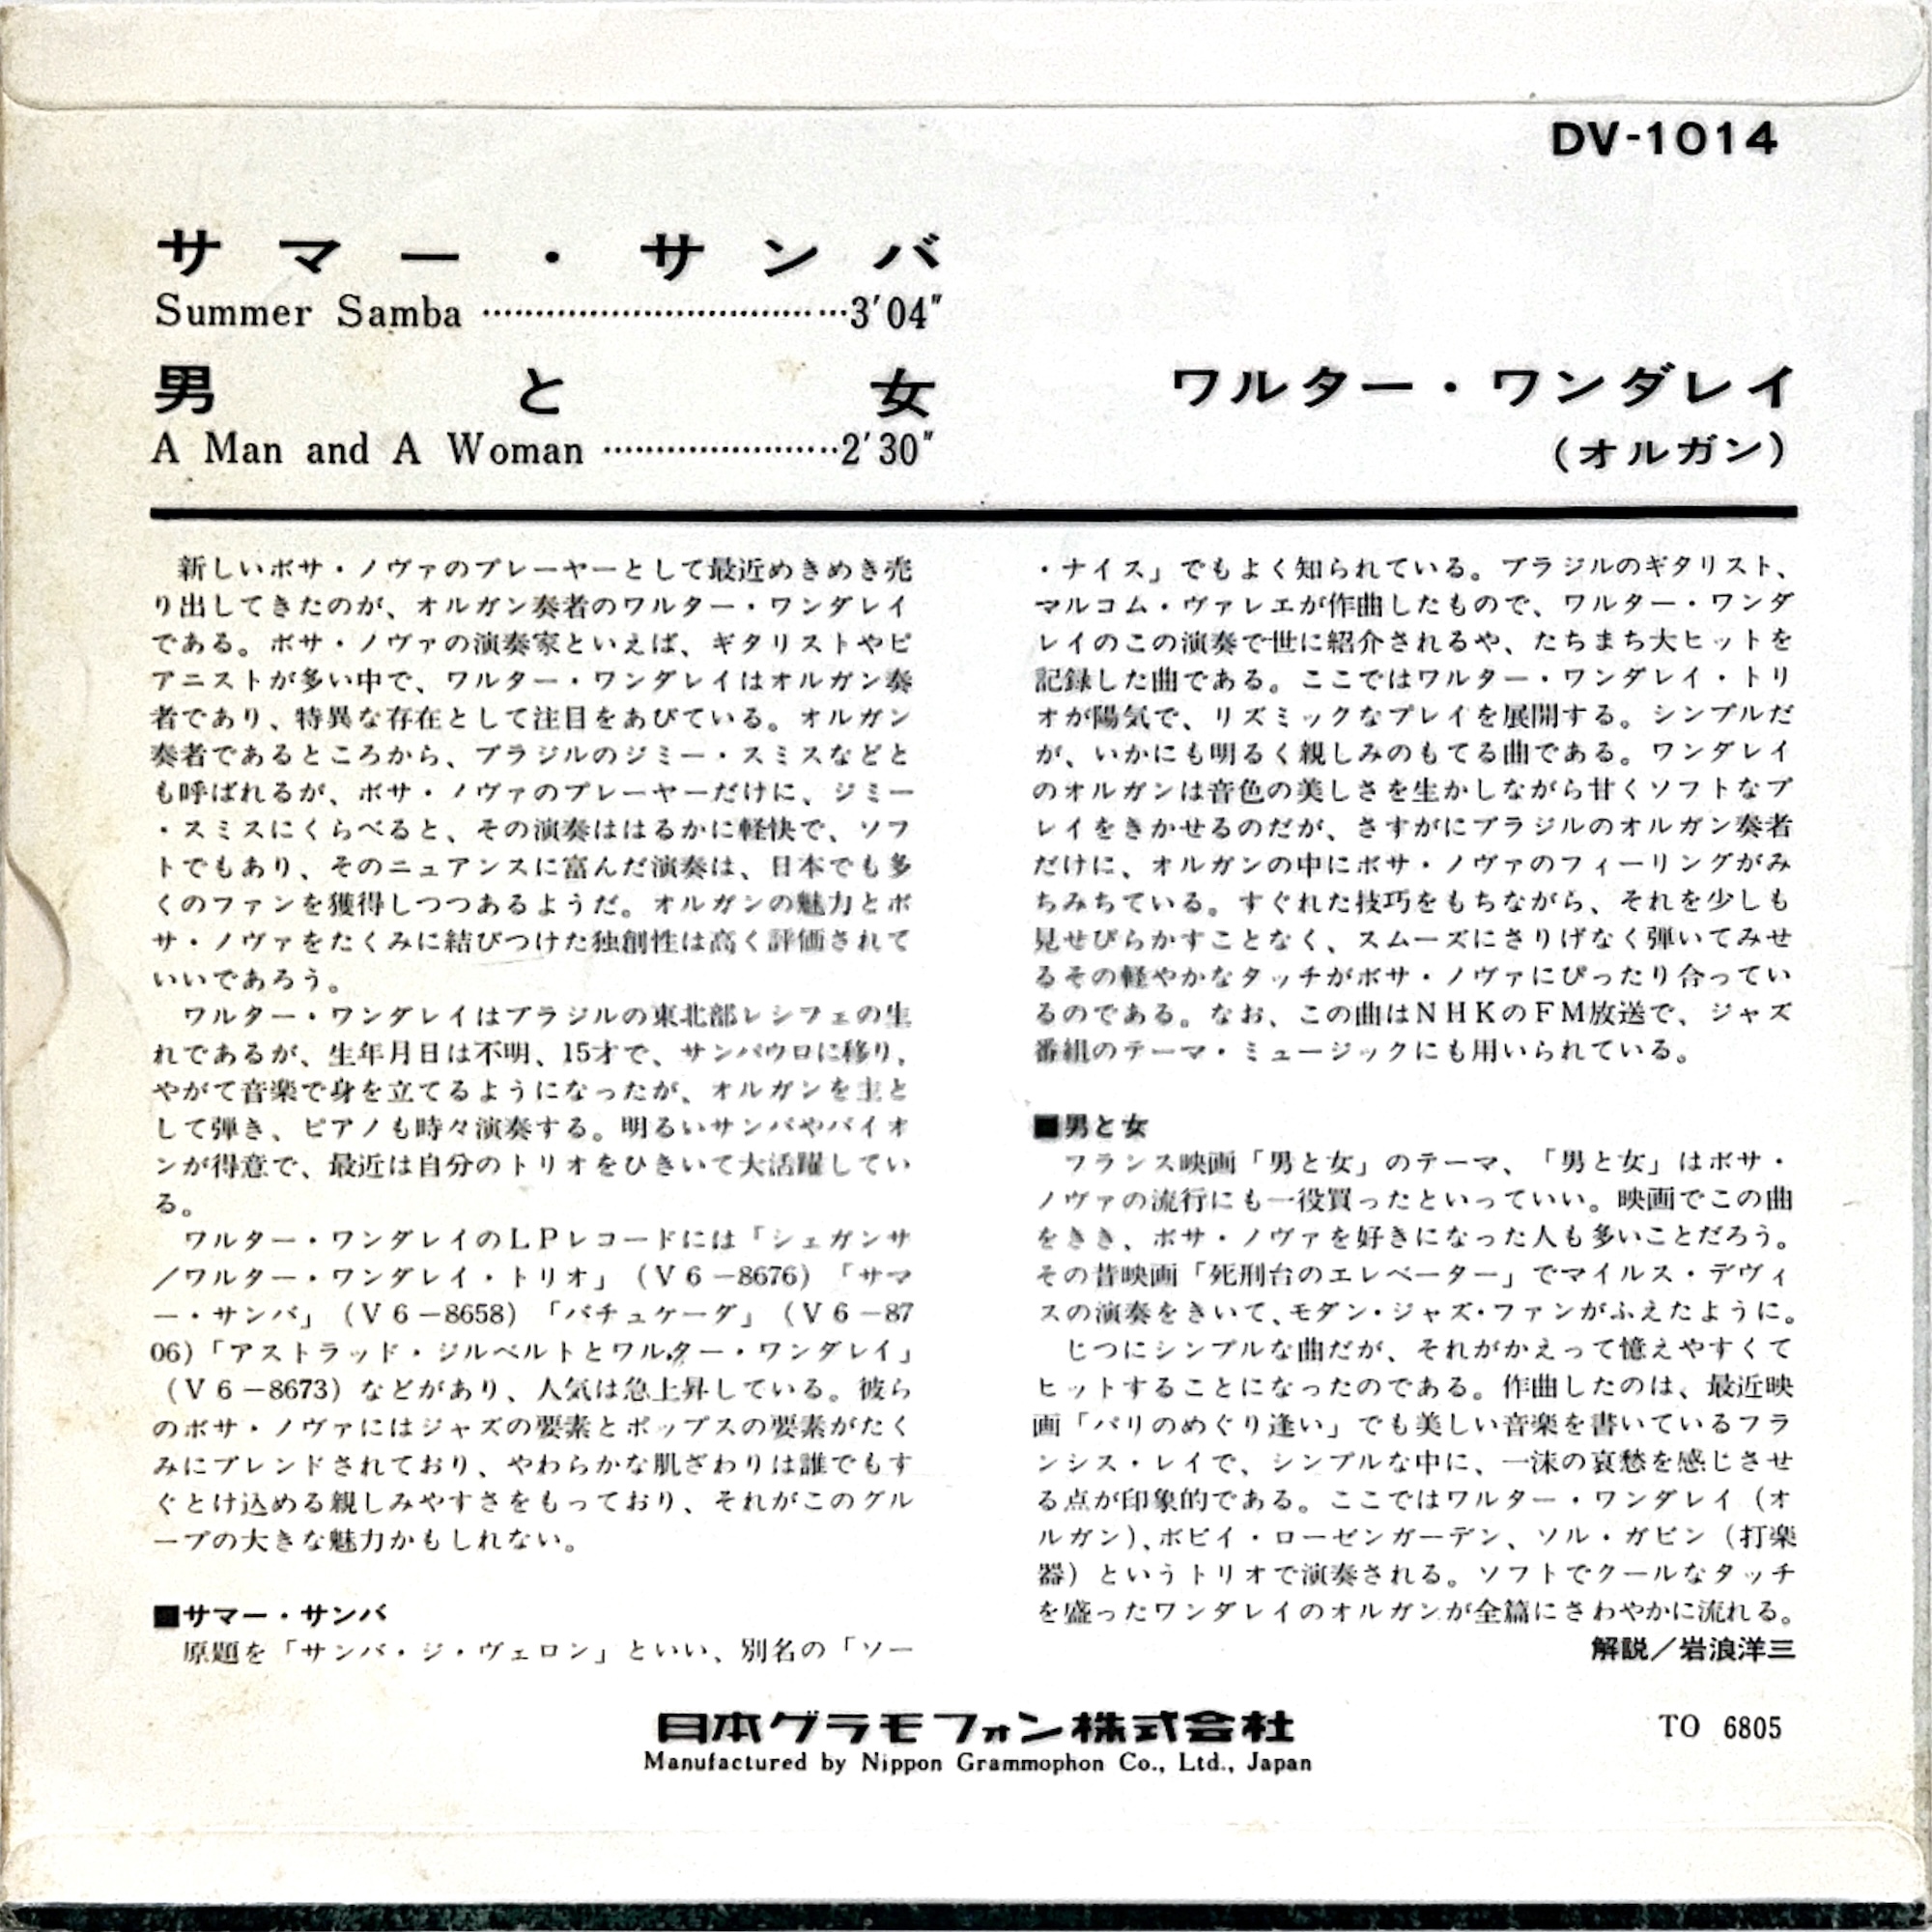 DV-1014
サマー・サンバ
Summer Samba ……………………………3′04″
男と女
A Man and A Woman ……………………2′30″
ワルター・ワンダレイ
(オルガン)
新しいボサ・ノヴァのプレーヤーとして最近めきめき売
り出してきたのが、オルガン奏者のワルター・ワンダレイ
である。ボサ・ノヴァの演奏家といえば、ギタリストやピ
アニストが多い中で、ワルター・ワンダレイはオルガン奏
者であり、特異な存在として注目をあびている。オルガン
奏者であるところから、ブラジルのジミー・スミスなどと
も呼ばれるが、ボサ・ノヴァのプレーヤーだけに、ジミー
・スミスにくらべると、その演奏ははるかに軽快で、ソフ
トでもあり、そのニュアンスに富んだ演奏は、日本でも多
くのファンを獲得しつつあるようだ。オルガンの魅力とボ
サ・ノヴァをたくみに結びつけた独創性は高く評価されて
いいであろう。
ワルター・ワンダレイはブラジルの東北部レシフェの生
れであるが、生年月日は不明、15才で、サンパウロに移り、
やがて音楽で身を立てるようになったが、オルガンを主と
して弾き、ピアノも時々演奏する。明るいサンバやバイオ
ンが得意で、最近は自分のトリオをひきいて大活躍してい
る。
ワルター・ワンダレイのLPレコードには「シェガンサ
/ワルター・ワンダレイ・トリオ」(V6-8676)「サマ
ー・サンバ」(V6-8658)「バチュケーダ」(V6-87
06)「アストラッド・ジルベルトとワルター・ワンダレイ」
(V6-8673)などがあり、人気は急上昇している。彼ら
のボサ・ノヴァにはジャズの要素とポップスの要素がたく
みにブレンドされており、やわらかな肌ざわりは誰でもす
ぐとけ込める親しみやすさをもっており、それがこのグル
ープの大きな魅力かもしれない。
■サマー・サンバ
原題を「サンバ・ジ・ヴェロン」といい、別名の「ソー
・ナイス」でもよく知られている。ブラジルのギタリスト、
マルコム・ヴァレエが作曲したもので、ワルター・ワンダ
レイのこの演奏で世に紹介されるや、たちまち大ヒットを
記録した曲である。ここではワルター・ワンダレイ・トリ
オが陽気で、リズミックなプレイを展開する。シンプルだ
が、いかにも明るく親しみのもてる曲である。ワンダレイ
のオルガンは音色の美しさを生かしながら甘くソフトなプ
レイをきかせるのだが、さすがにブラジルのオルガン奏者
だけに、オルガンの中にボサ・ノヴァのフィーリングがみ
ちみちている。すぐれた技巧をもちながら、それを少しも
見せびらかすことなく、スムーズにさりげなく弾いてみせ
るその軽やかなタッチがボサ・ノヴァにぴったり合ってい
るのである。なお、この曲はNHKのFM放送で、ジャズ
番組のテーマ・ミュージックにも用いられている。
■男と女
フランス映画「男と女」のテーマ、「男と女」はボサ・
ノヴァの流行にも一役買ったといっていい。映画でこの曲
をきき、ボサ・ノヴァを好きになった人も多いことだろう。
その昔映画「死刑台のエレベーター」でマイルス・デヴィ
スの演奏をきいて、モダン・ジャズ・ファンがふえたように。
じつにシンプルな曲だが、それがかえって憶えやすくて
ヒットすることになったのである。作曲したのは、最近映
画「パリのめぐり逢い」でも美しい音楽を書いているフラ
ンシス・レイで、シンプルな中に、一沫の哀愁を感じさせ
る点が印象的である。ここではワルター・ワンダレイ(オ
ルガン)、ボビイ・ローゼンガーデン、ソル・ガビン(打楽
器)というトリオで演奏される。ソフトでクールなタッチ
を盛ったワンダレイのオルガンが全篇にさわやかに流れる。
解説/岩浪洋三
日本グラモフォン株式会社
Manufactured by Nippon Grammophon Co., Ltd., Japan
TO 6805